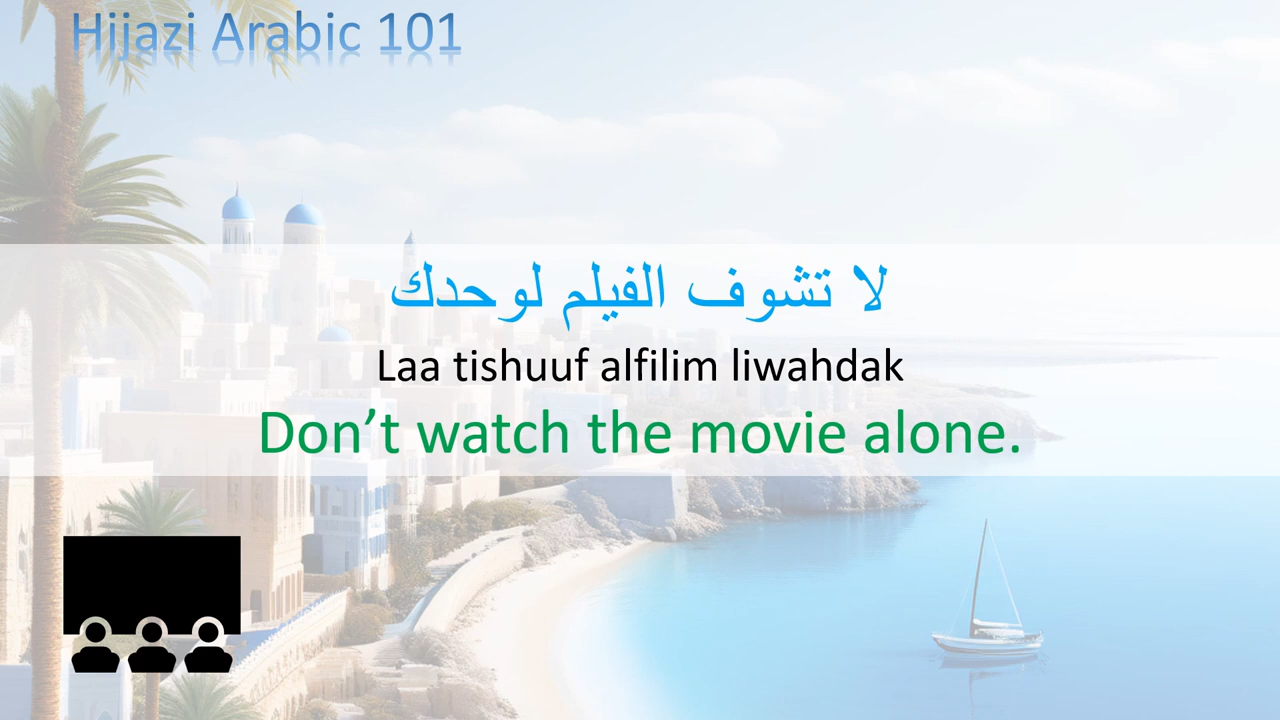 Hijazi Arabic 101
لا تشوف الفيلم لوحدك
Laa tishuuf alfilim liwahdak
Don’t watch the movie alone.